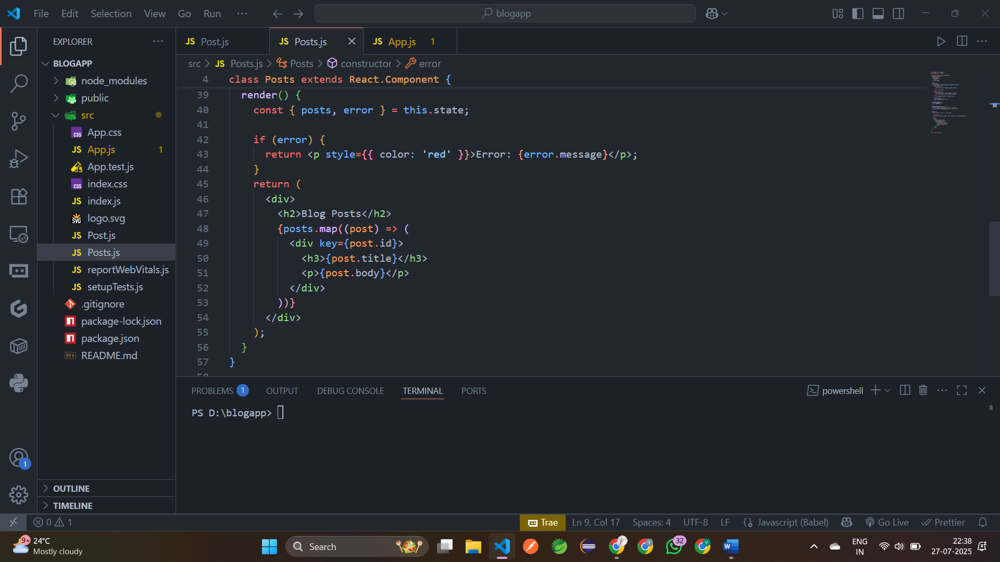 File Edit Selection View Go Run ··· blogapp
EXPLORER ···
BLOGAPP
node_modules
public
src
App.css
App.js 1
App.test.js
index.css
index.js
logo.svg
Post.js
Posts.js
reportWebVitals.js
setupTests.js
.gitignore
package-lock.json
package.json
README.md
OUTLINE
TIMELINE
JS Post.js
JS Posts.js
JS App.js 1
src > JS Posts.js > Posts > constructor > error
4 class Posts extends React.Component {
39 render() {
40 const { posts, error } = this.state;
41
42 if (error) {
43 return <p style={{ color: 'red' }}>Error: {error.message}</p>;
44 }
45 return (
46 <div>
47 <h2>Blog Posts</h2>
48 {posts.map((post) => (
49 <div key={post.id}>
50 <h3>{post.title}</h3>
51 <p>{post.body}</p>
52 </div>
53 ))}
54 </div>
55 );
56 }
57 }
58
PROBLEMS 1 OUTPUT DEBUG CONSOLE TERMINAL PORTS powershell
PS D:\blogapp>
1
0 1 Trae Ln 9, Col 17 Spaces: 4 UTF-8 LF {} Javascript (Babel) Go Live Prettier
9+ 24°C
Mostly cloudy
Search
32
ENG
IN
22:38
27-07-2025